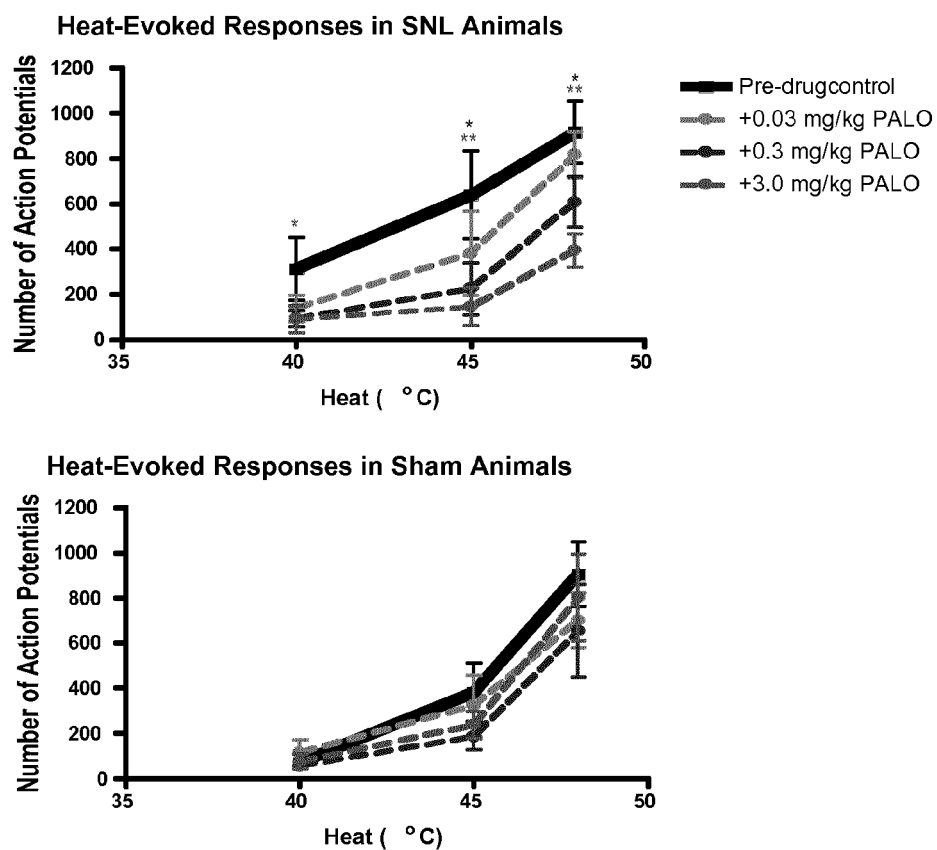 Heat-Evoked Responses in SNL Animals
Number of Action Potentials
1200
1000
800
600
400
200
0
*
*
**
*
**
35
40
45
50
Heat ( °C)
Pre-drugcontrol
+0.03 mg/kg PALO
+0.3 mg/kg PALO
+3.0 mg/kg PALO
Heat-Evoked Responses in Sham Animals
Number of Action Potentials
1200
1000
800
600
400
200
0
35
40
45
50
Heat ( °C)